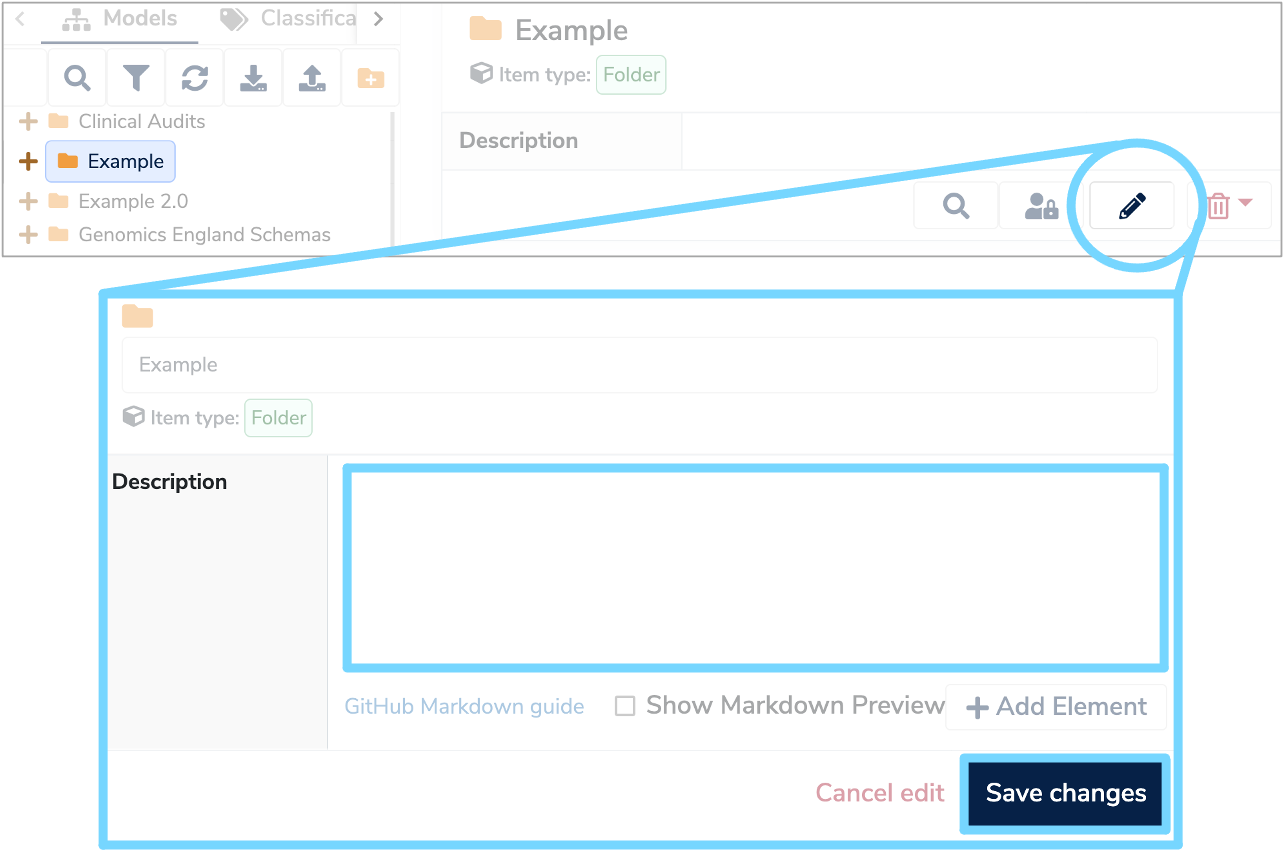 Models Classifica
Example
Item type: Folder
Clinical Audits
Example
Example 2.0
Genomics England Schemas
Description
Example
Item type: Folder
Description
GitHub Markdown guide Show Markdown Preview Add Element
Cancel edit Save changes